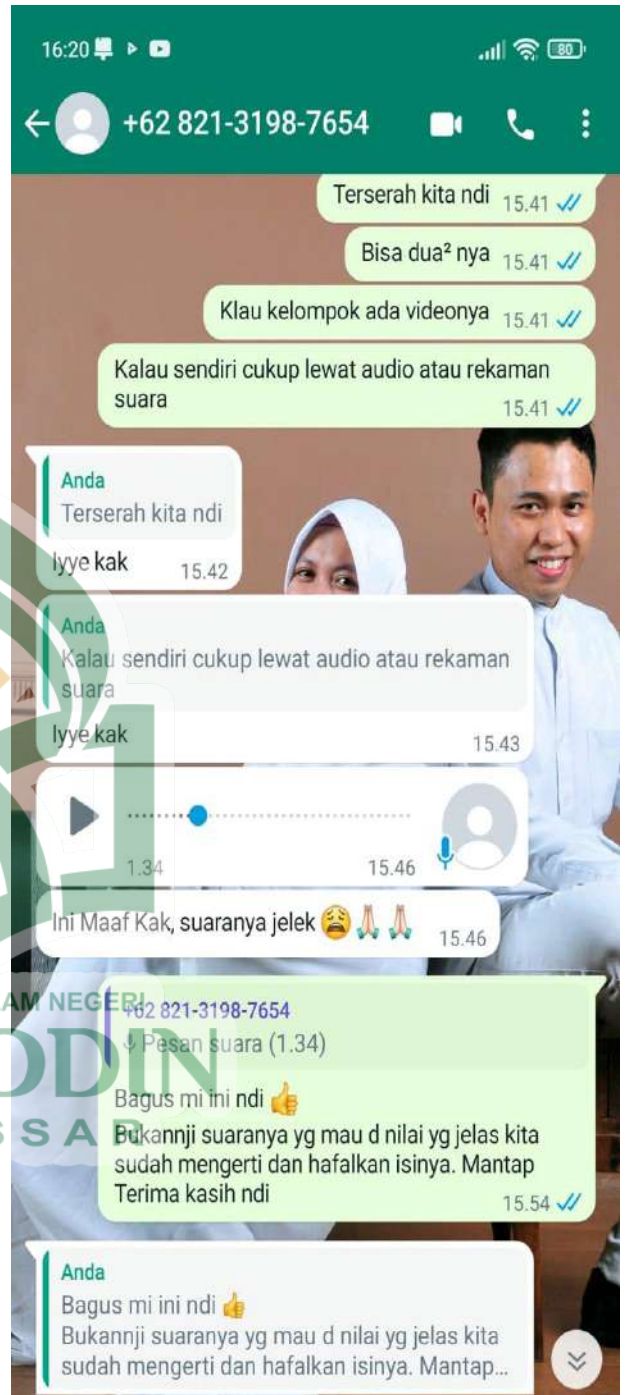 16:20
80
+62 821-3198-7654
Terserah kita ndi 15.41
Bisa dua² nya 15.41
Klau kelompok ada videonya 15.41
Kalau sendiri cukup lewat audio atau rekaman
suara
15.41
Anda
Terserah kita ndi
Iyye kak 15.42
Anda
Kalau sendiri cukup lewat audio atau rekaman
suara
Iyye kak 15.43
1.34 15.46
Ini Maaf Kak, suaranya jelek 😩🙏🏻🙏🏻 15.46
AM NEGERI
+62 821-3198-7654
Pesan suara (1.34)
DDIN
Bagus mi ini ndi 👍
S S A R
Bukannji suaranya yg mau d nilai yg jelas kita
sudah mengerti dan hafalkan isinya. Mantap
Terima kasih ndi 15.54
Anda
Bagus mi ini ndi 👍
Bukannji suaranya yg mau d nilai yg jelas kita
sudah mengerti dan hafalkan isinya. Mantap...